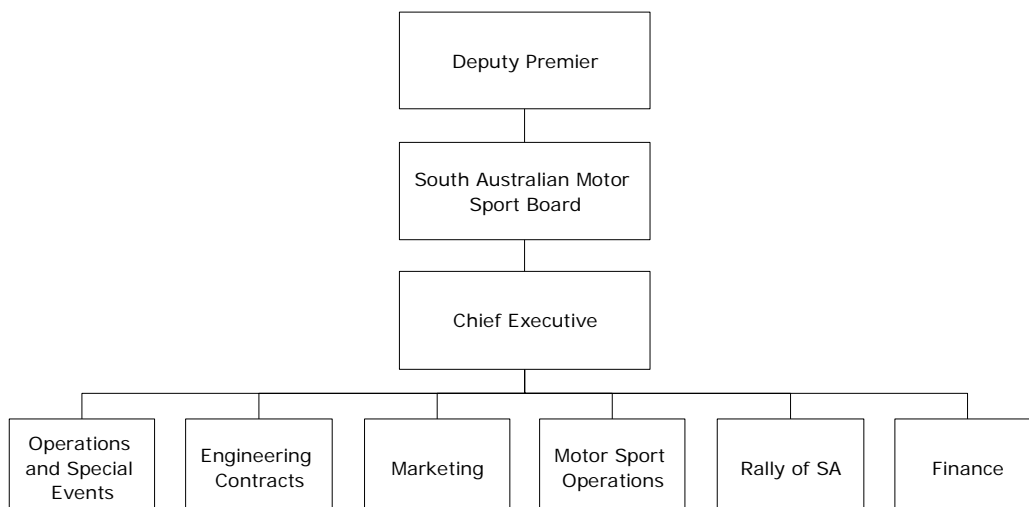 Deputy Premier
South Australian Motor
Sport Board
Chief Executive
Operations
and Special
Events
Engineering
Contracts
Marketing
Motor Sport
Operations
Rally of SA
Finance